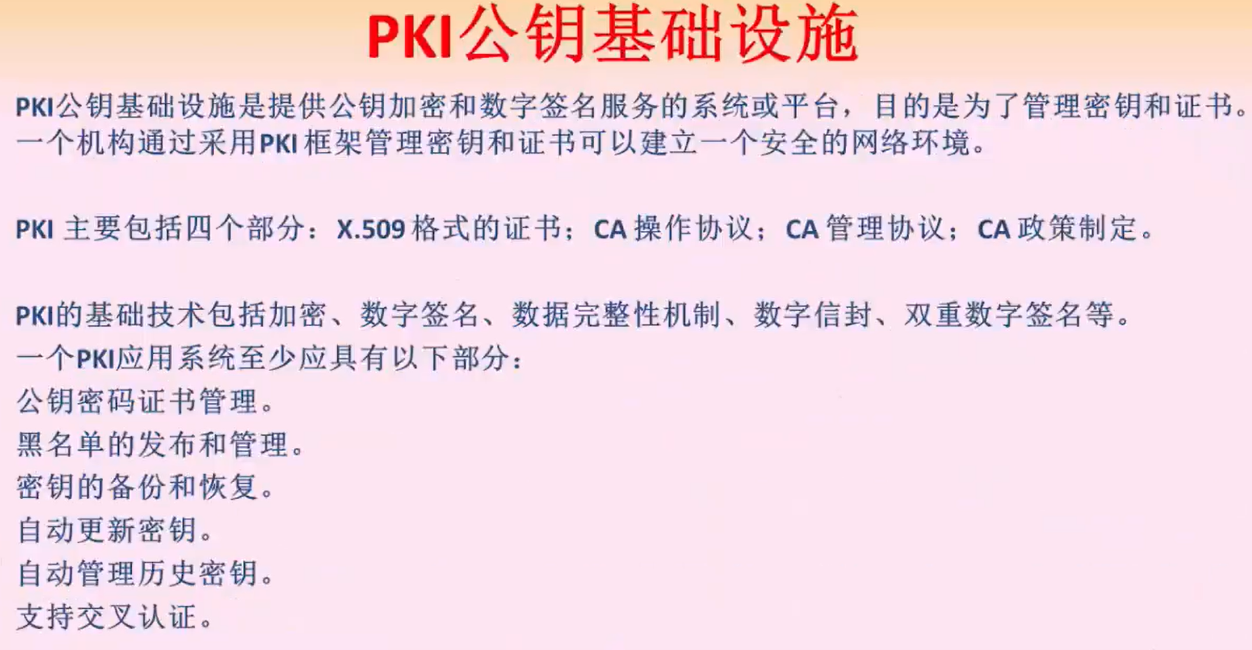 PKI公钥基础设施
PKI公钥基础设施是提供公钥加密和数字签名服务的系统或平台，目的是为了管理密钥和证书。
一个机构通过采用PKI 框架管理密钥和证书可以建立一个安全的网络环境。
PKI 主要包括四个部分：X.509 格式的证书；CA 操作协议；CA 管理协议；CA 政策制定。
PKI的基础技术包括加密、数字签名、数据完整性机制、数字信封、双重数字签名等。
一个PKI应用系统至少应具有以下部分：
公钥密码证书管理。
黑名单的发布和管理。
密钥的备份和恢复。
自动更新密钥。
自动管理历史密钥。
支持交叉认证。